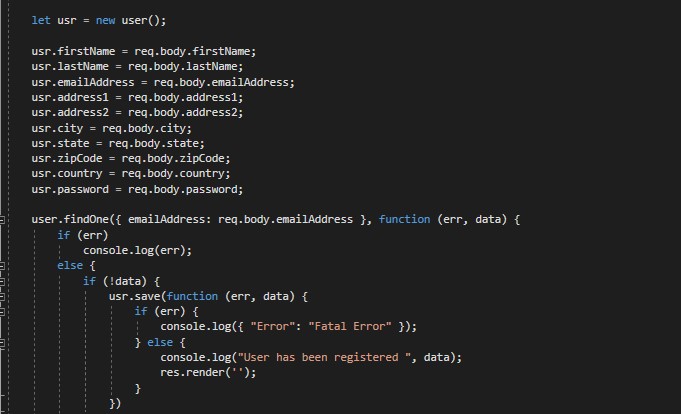 let usr = new user();
usr.firstName = req.body.firstName;
usr.lastName = req.body.lastName;
usr.emailAddress = req.body.emailAddress;
usr.address1 = req.body.address1;
usr.address2 = req.body.address2;
usr.city = req.body.city;
usr.state = req.body.state;
usr.zipCode = req.body.zipCode;
usr.country = req.body.country;
usr.password = req.body.password;
user.findOne({ emailAddress: req.body.emailAddress }, function (err, data) {
if (err)
console.log(err);
else {
if (!data) {
usr.save(function (err, data) {
if (err) {
console.log({ "Error": "Fatal Error" });
} else {
console.log("User has been registered ", data);
res.render('');
}
})